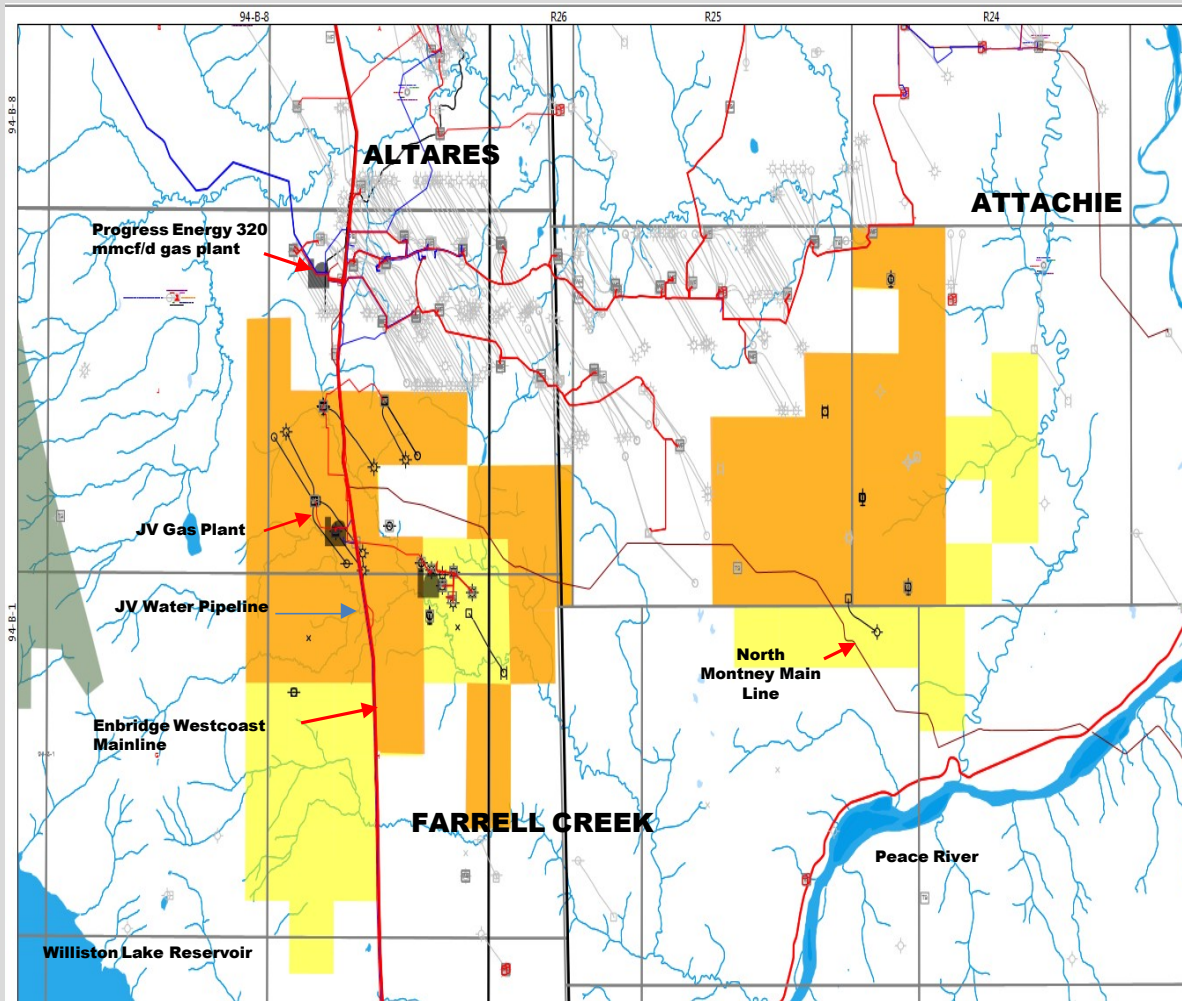 94-B-8
R26
R25
R24
94-B-8
ALTARES
ATTACHIE
Progress Energy 320
mmcf/d gas plant
JV Gas Plant
JV Water Pipeline
94-B-1
North
Montney Main
Line
Enbridge Westcoast
Mainline
FARRELL CREEK
Peace River
Williston Lake Reservoir